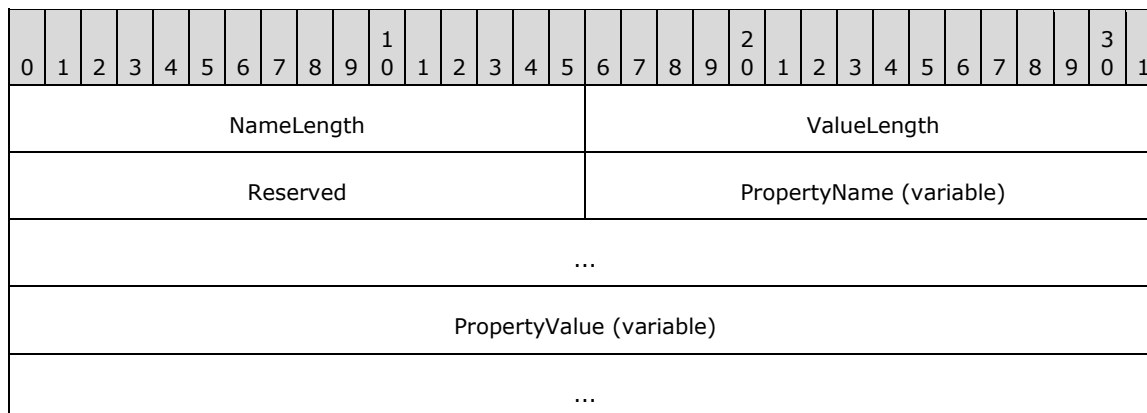 1 2 3
0 1 2 3 4 5 6 7 8 9 0 1 2 3 4 5 6 7 8 9 0 1 2 3 4 5 6 7 8 9 0 1
NameLength ValueLength
Reserved PropertyName (variable)
...
PropertyValue (variable)
...